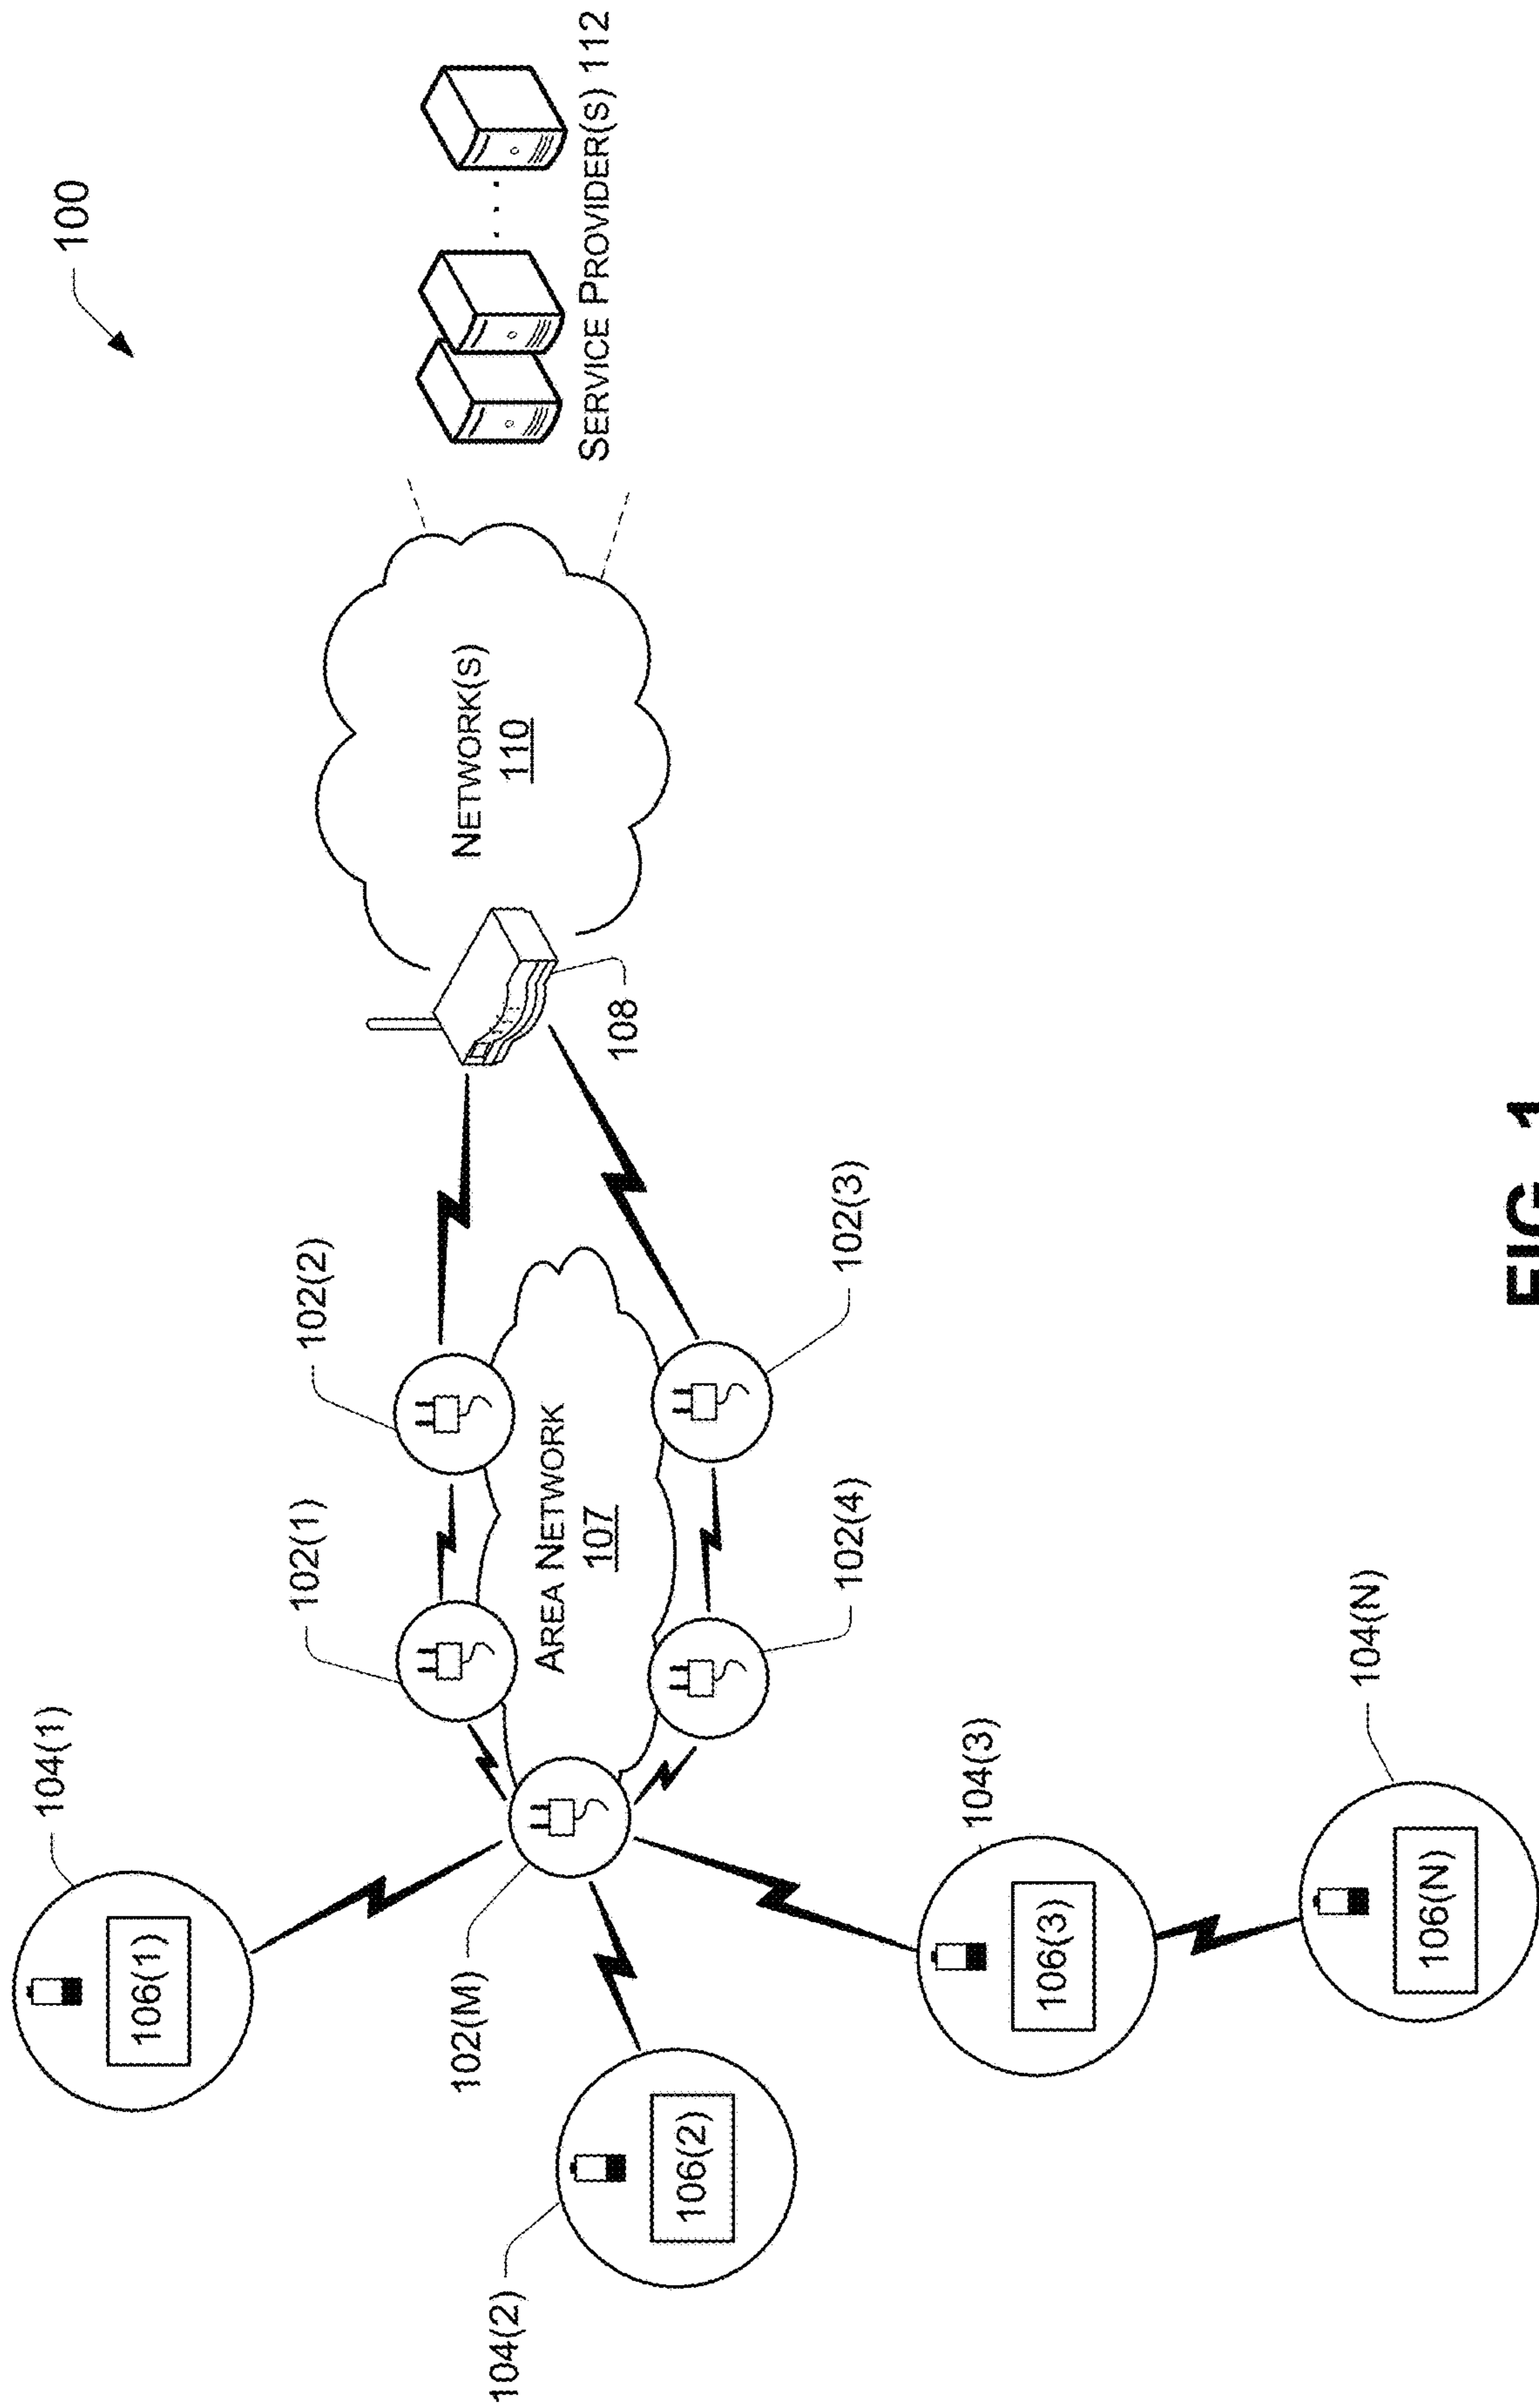 100
104(1)
102(1)
102(2)
106(1)
SERVICE PROVIDER(S) 112
NETWORK(S)
110
108
AREA NETWORK
107
102(M)
104(2)
106(2)
102(4)
102(3)
104(3)
106(3)
104(N)
106(N)
FIG. 1